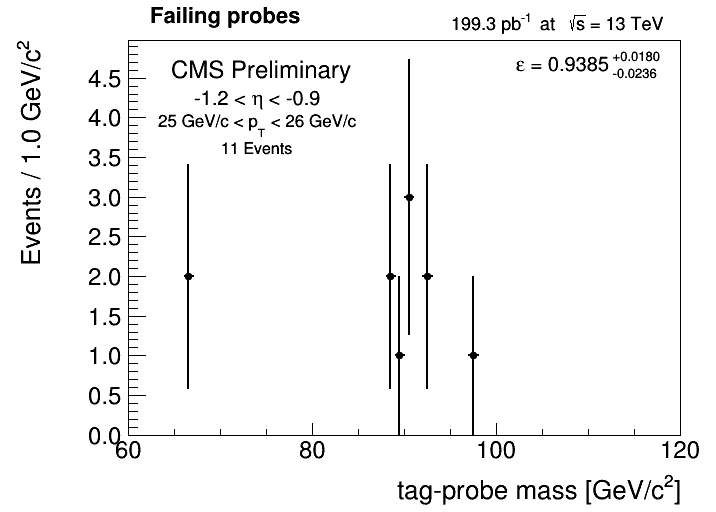 Failing probes
199.3 pb⁻¹ at √s = 13 TeV
CMS Preliminary
-1.2 < η < -0.9
25 GeV/c < p_T < 26 GeV/c
11 Events
ε = 0.9385 +0.0180 -0.0236
Events / 1.0 GeV/c²
4.5
4.0
3.5
3.0
2.5
2.0
1.5
1.0
0.5
0.0
60 80 100 120
tag-probe mass [GeV/c²]